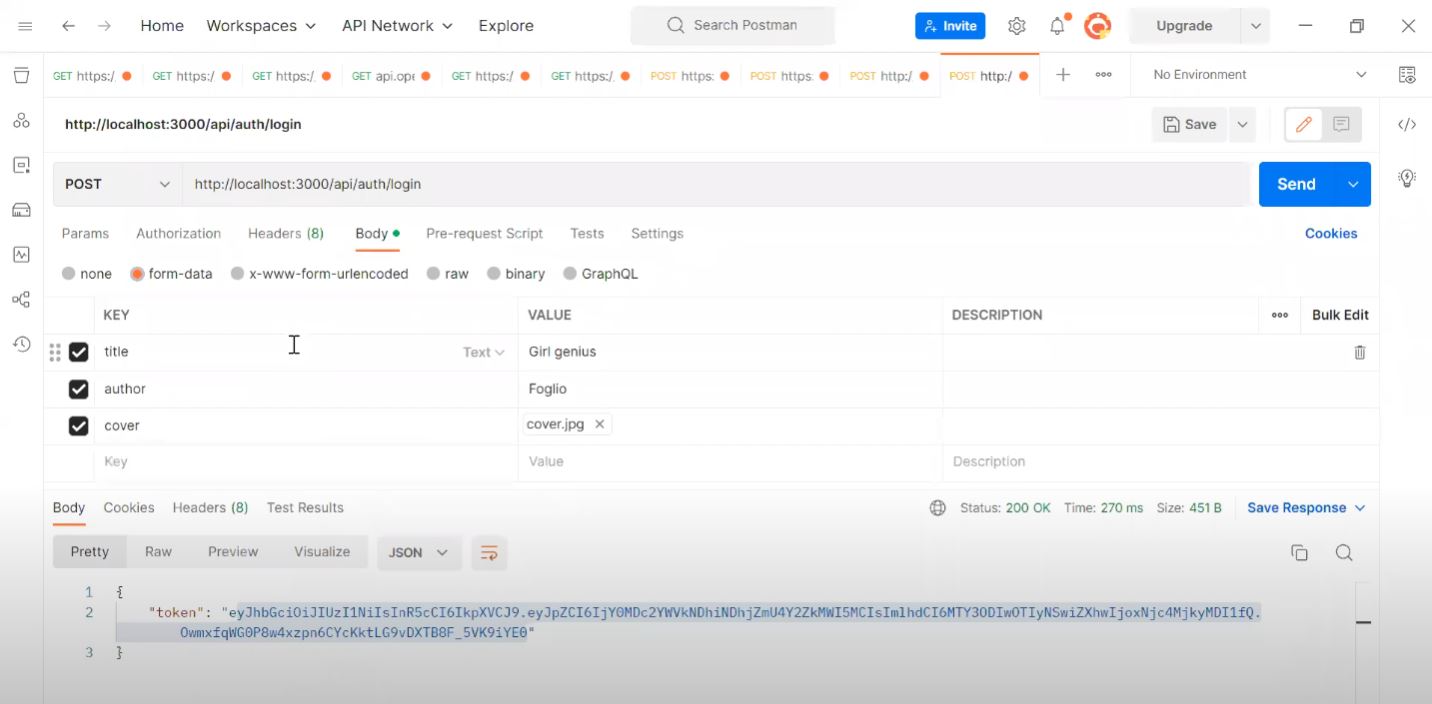 Home Workspaces API Network Explore Search Postman Invite Upgrade
GET https:/ GET https:/ GET https:/ GET api.ope GET https:/ GET https:/ POST https: POST https: POST http:/ POST http:/ No Environment
http://localhost:3000/api/auth/login Save
POST http://localhost:3000/api/auth/login Send
Params Authorization Headers (8) Body Pre-request Script Tests Settings Cookies
none form-data x-www-form-urlencoded raw binary GraphQL
KEY VALUE DESCRIPTION Bulk Edit
title Text Girl genius
author Foglio
cover cover.jpg
Key Value Description
Body Cookies Headers (8) Test Results Status: 200 OK Time: 270 ms Size: 451 B Save Response
Pretty Raw Preview Visualize JSON
1 {
2 "token": "eyJhbGciOiJIUzI1NiIsInR5cCI6IkpXVCJ9.eyJpZCI6IjY0MDc2YWVkNDhiNDhjZmU4Y2ZkMWI5MCIsImlhdCI6MTY3ODIwOTIyNSwiZXhwIjoxNjc4MjkyMDI1fQ.
OwmxfqWG0P8w4xzpn6CYcKktLG9vDXTB8F_5VK9iYE0"
3 }